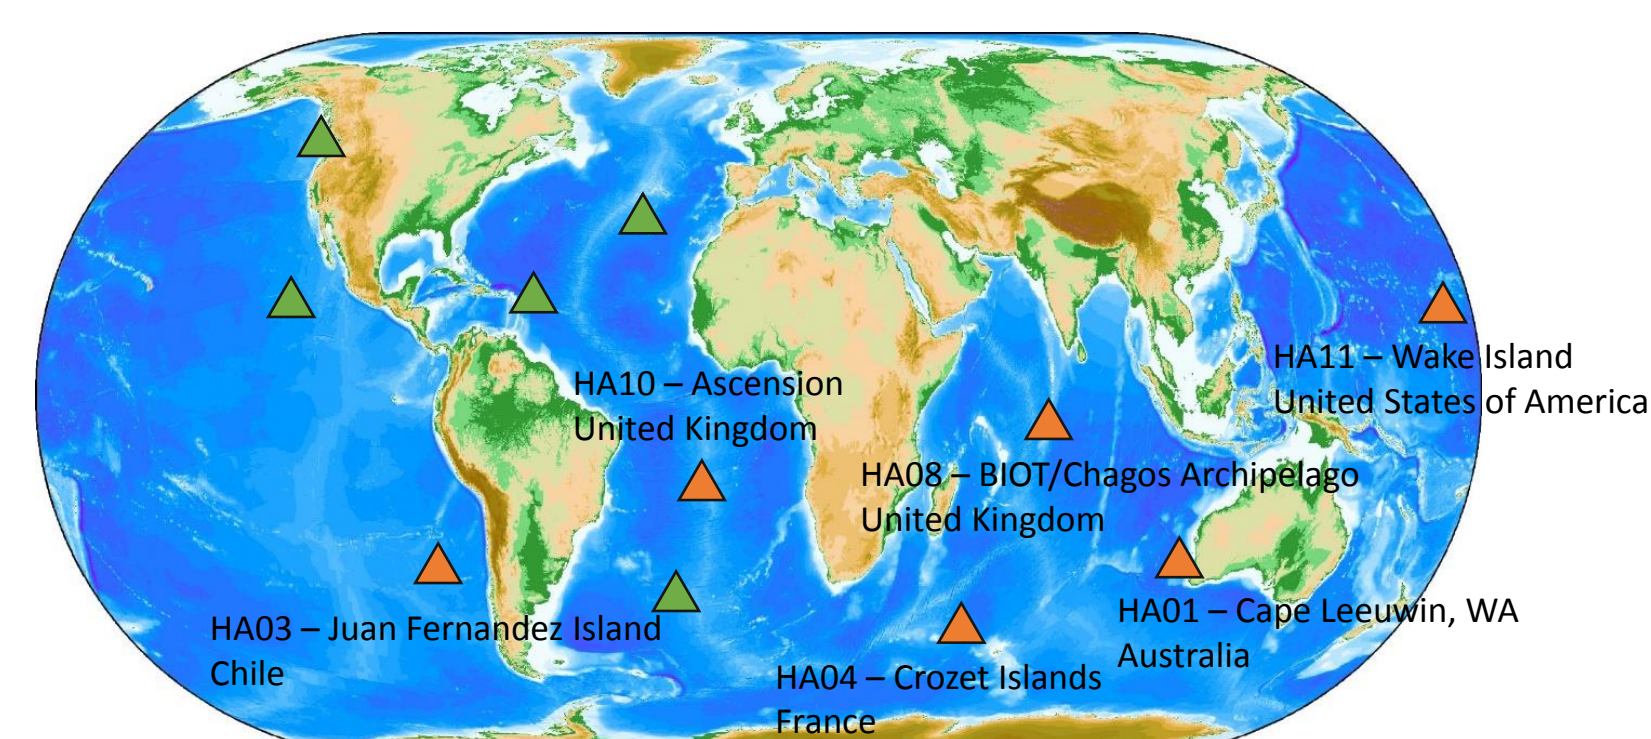 HA11 – Wake Island
United States of America
HA10 – Ascension
United Kingdom
HA08 – BIOT/Chagos Archipelago
United Kingdom
HA01 – Cape Leeuwin, WA
Australia
HA03 – Juan Fernandez Island
Chile
HA04 – Crozet Islands
France